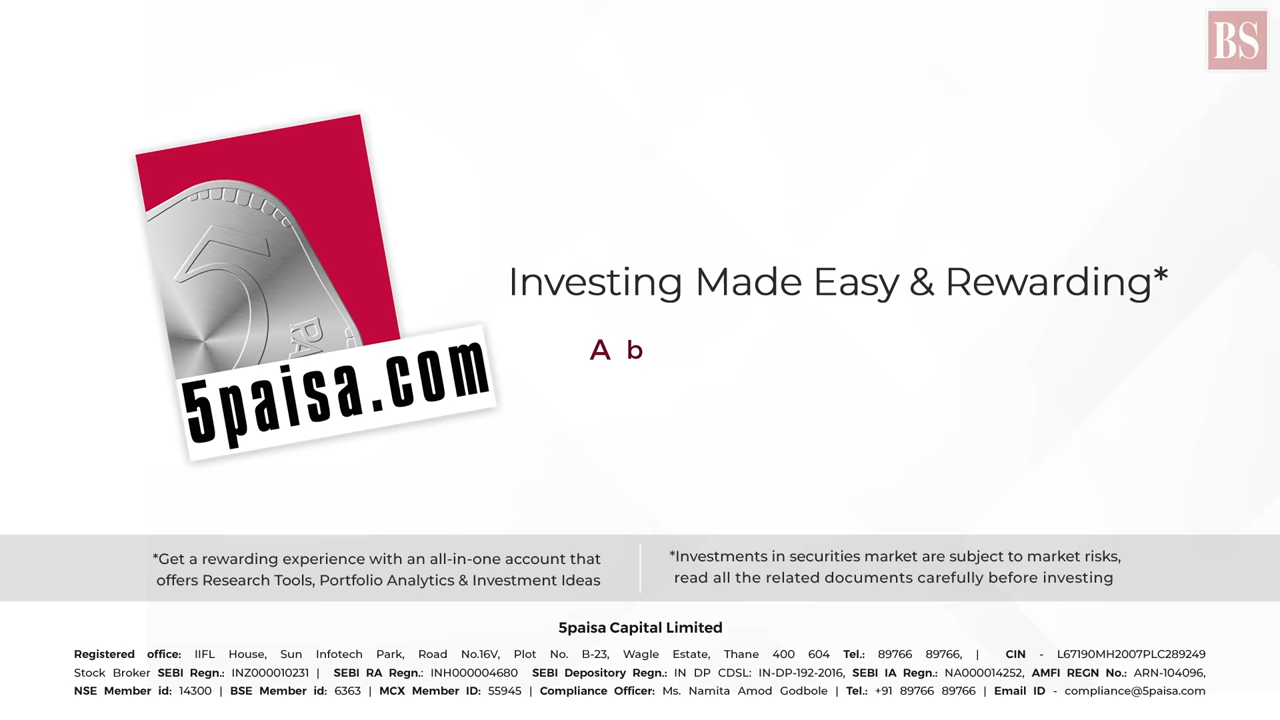 BS
Investing Made Easy & Rewarding*
A b
5
PA
5paisa.com
*Get a rewarding experience with an all-in-one account that
offers Research Tools, Portfolio Analytics & Investment Ideas
*Investments in securities market are subject to market risks,
read all the related documents carefully before investing
5paisa Capital Limited
Registered office: IIFL House, Sun Infotech Park, Road No.16V, Plot No. B-23, Wagle Estate, Thane 400 604 Tel.: 89766 89766, | CIN - L67190MH2007PLC289249
Stock Broker SEBI Regn.: INZ000010231 | SEBI RA Regn.: INH000004680 SEBI Depository Regn.: IN DP CDSL: IN-DP-192-2016, SEBI IA Regn.: NA000014252, AMFI REGN No.: ARN-104096,
NSE Member id: 14300 | BSE Member id: 6363 | MCX Member ID: 55945 | Compliance Officer: Ms. Namita Amod Godbole | Tel.: +91 89766 89766 | Email ID - compliance@5paisa.com